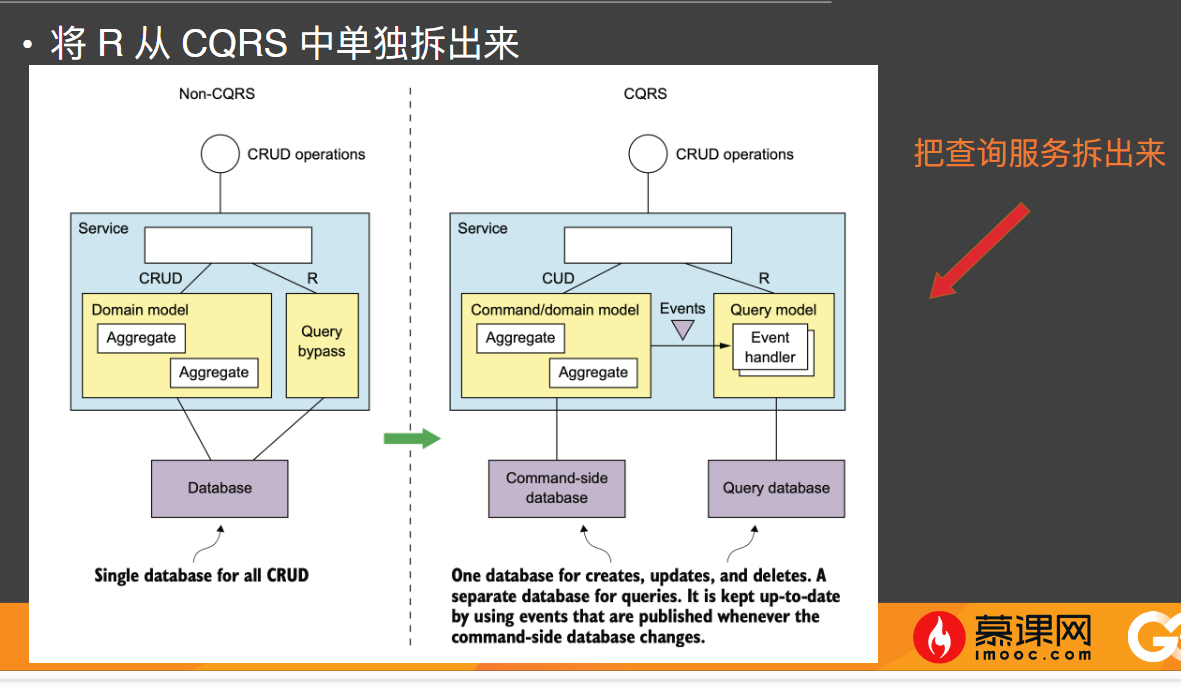 • 将 R 从 CQRS 中单独拆出来
Non-CQRS
CRUD operations
Service
CRUD
R
Domain model
Aggregate
Aggregate
Query
bypass
Database
Single database for all CRUD
CQRS
CRUD operations
Service
CUD
R
Command/domain model
Aggregate
Aggregate
Events
Query model
Event
handler
Command-side
database
Query database
One database for creates, updates, and deletes. A
separate database for queries. It is kept up-to-date
by using events that are published whenever the
command-side database changes.
把查询服务拆出来
慕课网
imooc.com